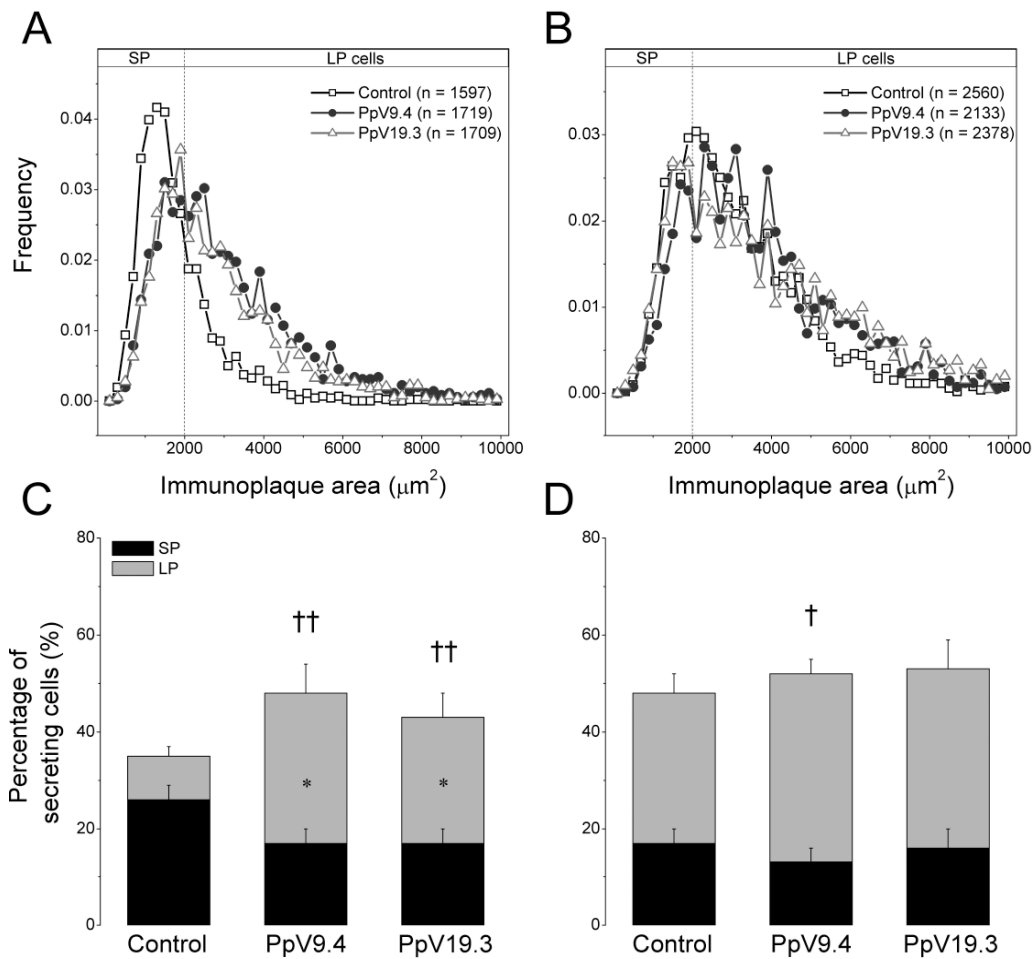 A
SP LP cells
Control (n = 1597)
PpV9.4 (n = 1719)
PpV19.3 (n = 1709)
Frequency
0.04
0.03
0.02
0.01
0.00
2000 4000 6000 8000 10000
Immunoplaque area (μm²)
B
SP LP cells
Control (n = 2560)
PpV9.4 (n = 2133)
PpV19.3 (n = 2378)
0.03
0.02
0.01
0.00
2000 4000 6000 8000 10000
Immunoplaque area (μm²)
C
SP
LP
Percentage of
secreting cells (%)
80
60
40
20
0
†† ††
* *
Control PpV9.4 PpV19.3
D
80
60
40
20
0
†
Control PpV9.4 PpV19.3